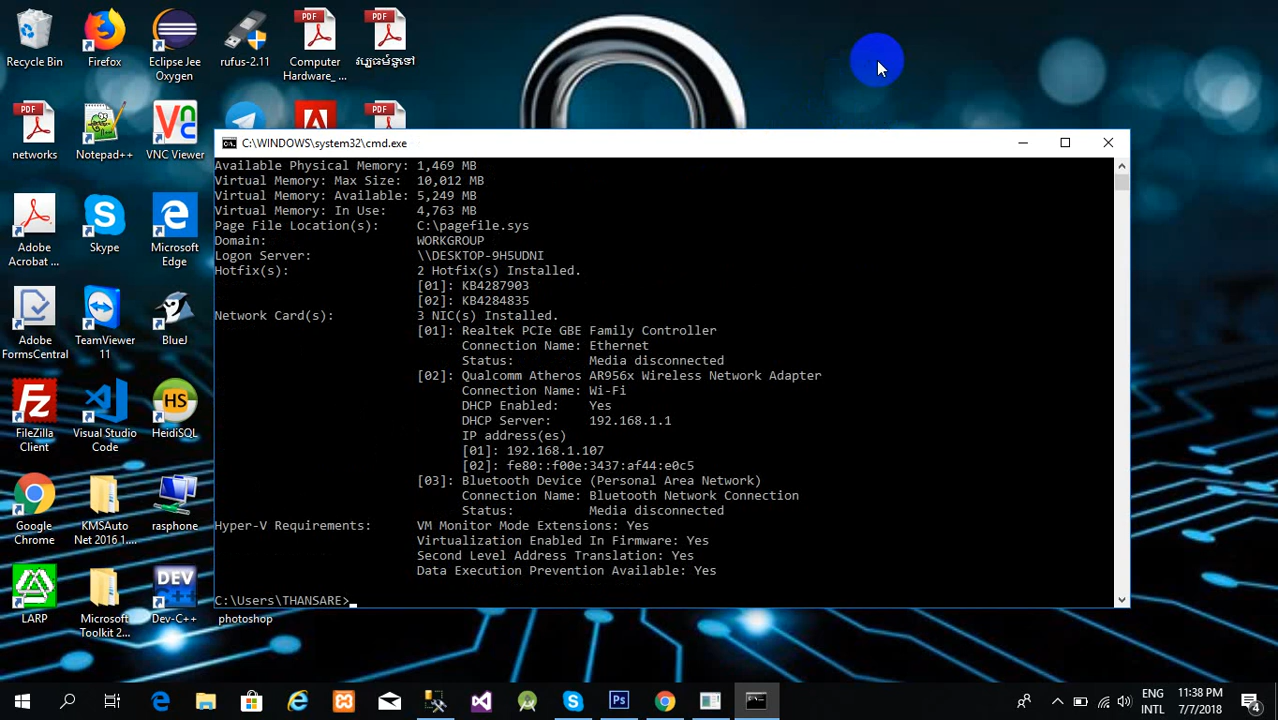 Recycle Bin
Firefox
Eclipse Jee
Oxygen
rufus-2.11
Computer
Hardware_ ...
networks
Notepad++
VNC Viewer
Adobe
Acrobat ...
Skype
Microsoft
Edge
Adobe
FormsCentral
TeamViewer
11
BlueJ
FileZilla
Client
Visual Studio
Code
HeidiSQL
Google
Chrome
KMSAuto
Net 2016 1....
rasphone
LARP
Microsoft
Toolkit 2...
Dev-C++
photoshop
C:\WINDOWS\system32\cmd.exe
Available Physical Memory: 1,469 MB
Virtual Memory: Max Size: 10,012 MB
Virtual Memory: Available: 5,249 MB
Virtual Memory: In Use: 4,763 MB
Page File Location(s): C:\pagefile.sys
Domain: WORKGROUP
Logon Server: \\DESKTOP-9H5UDNI
Hotfix(s): 2 Hotfix(s) Installed.
[01]: KB4287903
[02]: KB4284835
Network Card(s): 3 NIC(s) Installed.
[01]: Realtek PCIe GBE Family Controller
Connection Name: Ethernet
Status: Media disconnected
[02]: Qualcomm Atheros AR956x Wireless Network Adapter
Connection Name: Wi-Fi
DHCP Enabled: Yes
DHCP Server: 192.168.1.1
IP address(es)
[01]: 192.168.1.107
[02]: fe80::f00e:3437:af44:e0c5
[03]: Bluetooth Device (Personal Area Network)
Connection Name: Bluetooth Network Connection
Status: Media disconnected
Hyper-V Requirements: VM Monitor Mode Extensions: Yes
Virtualization Enabled In Firmware: Yes
Second Level Address Translation: Yes
Data Execution Prevention Available: Yes
C:\Users\THANSARE>
ENG
INTL
11:38 PM
7/7/2018